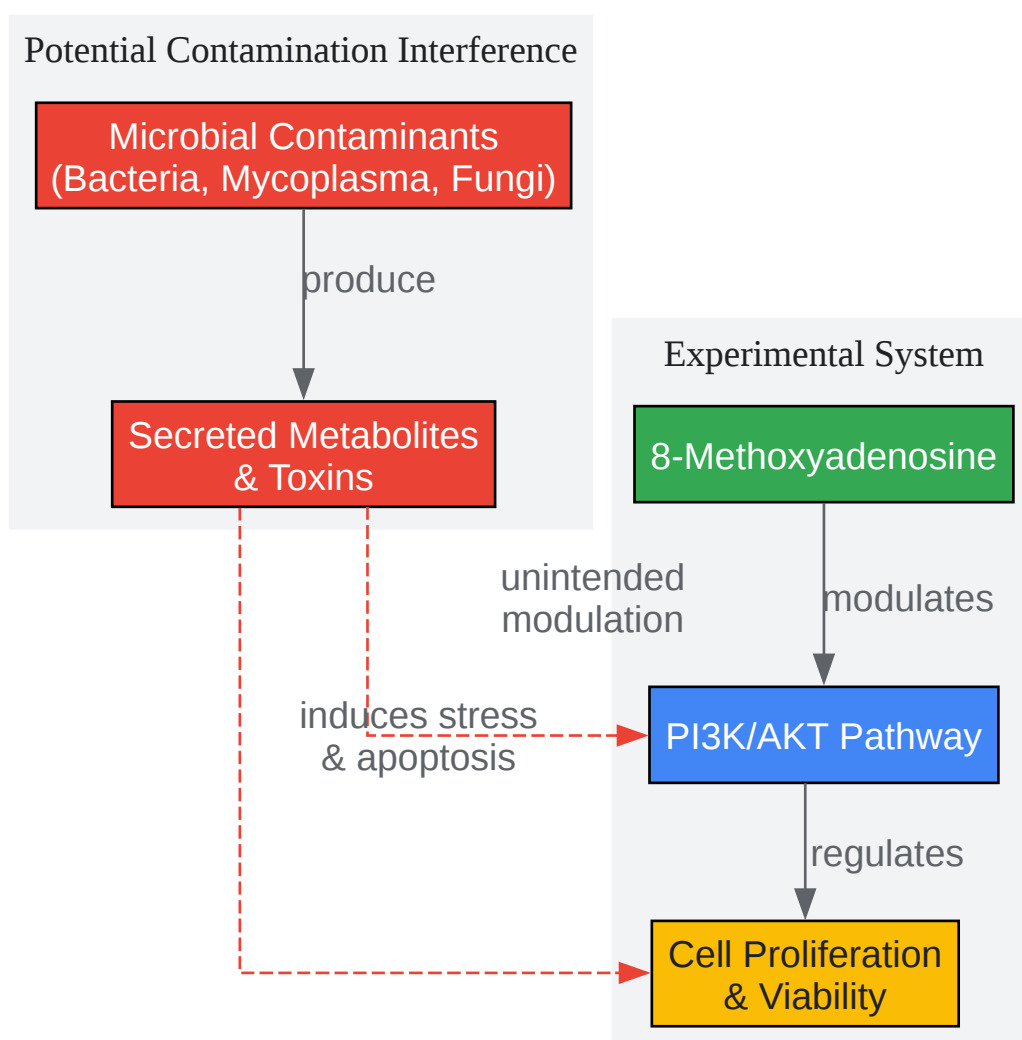 Potential Contamination Interference
Microbial Contaminants
(Bacteria, Mycoplasma, Fungi)
produce
Secreted Metabolites
& Toxins
Experimental System
8-Methoxyadenosine
unintended
modulation
modulates
induces stress
& apoptosis
PI3K/AKT Pathway
regulates
Cell Proliferation
& Viability